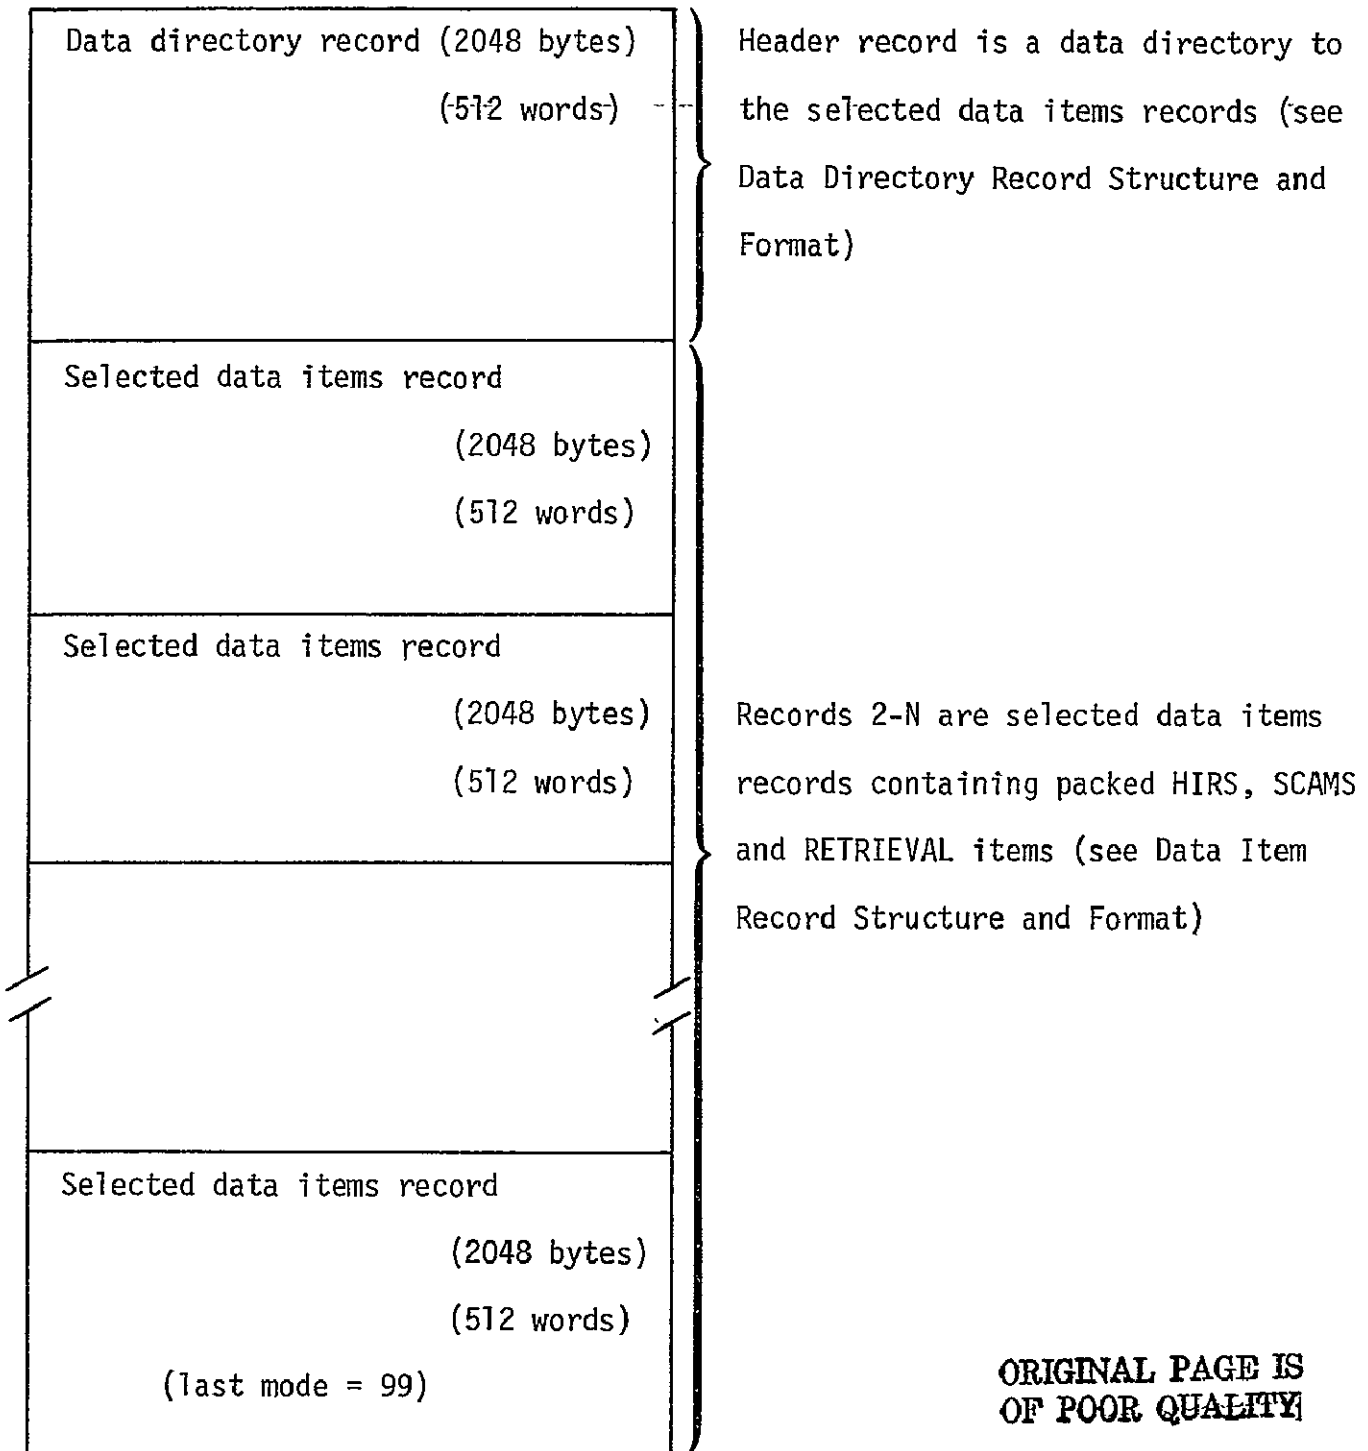 Data directory record (2048 bytes)
(512 words)
Header record is a data directory to
the selected data items records (see
Data Directory Record Structure and
Format)
Selected data items record
(2048 bytes)
(512 words)
Selected data items record
(2048 bytes)
(512 words)
Records 2-N are selected data items
records containing packed HIRS, SCAMS
and RETRIEVAL items (see Data Item
Record Structure and Format)
Selected data items record
(2048 bytes)
(512 words)
(last mode = 99)
ORIGINAL PAGE IS
OF POOR QUALITY